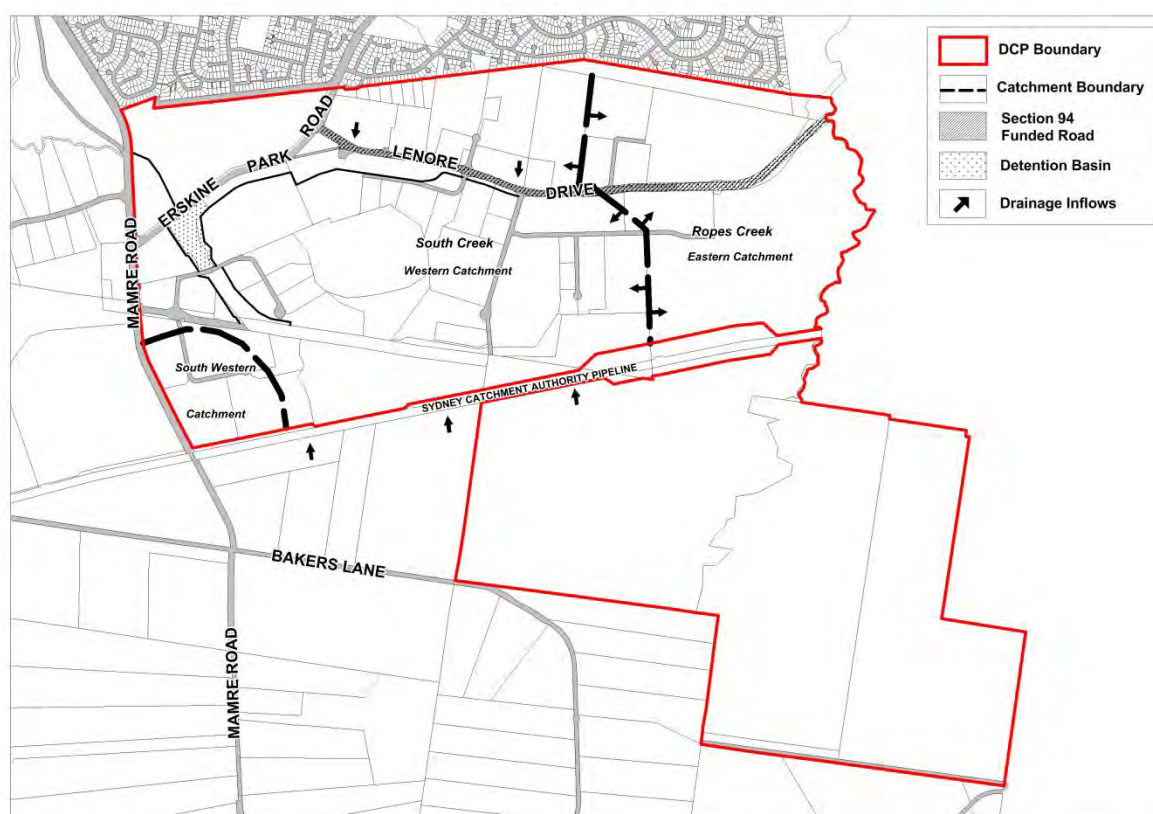 DCP Boundary
Catchment Boundary
Section 94
Funded Road
Detention Basin
Drainage Inflows
ERSKINE PARK ROAD
LENORE DRIVE
MAMRE ROAD
South Creek
Western Catchment
Ropes Creek
Eastern Catchment
South Western
Catchment
SYDNEY CATCHMENT AUTHORITY PIPELINE
BAKERS LANE
MAMRE ROAD